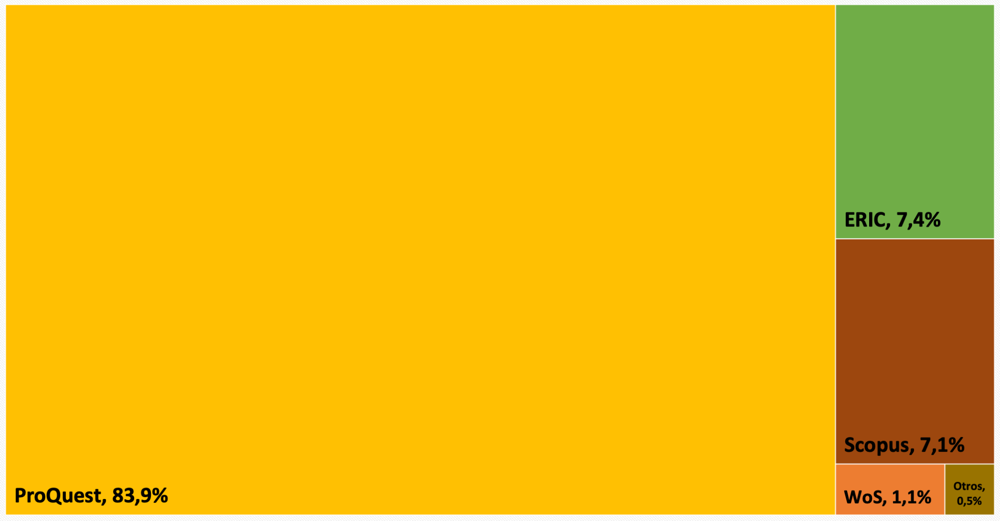 ERIC, 7,4%
Scopus, 7,1%
ProQuest, 83,9%
WoS, 1,1%
Otros,
0,5%